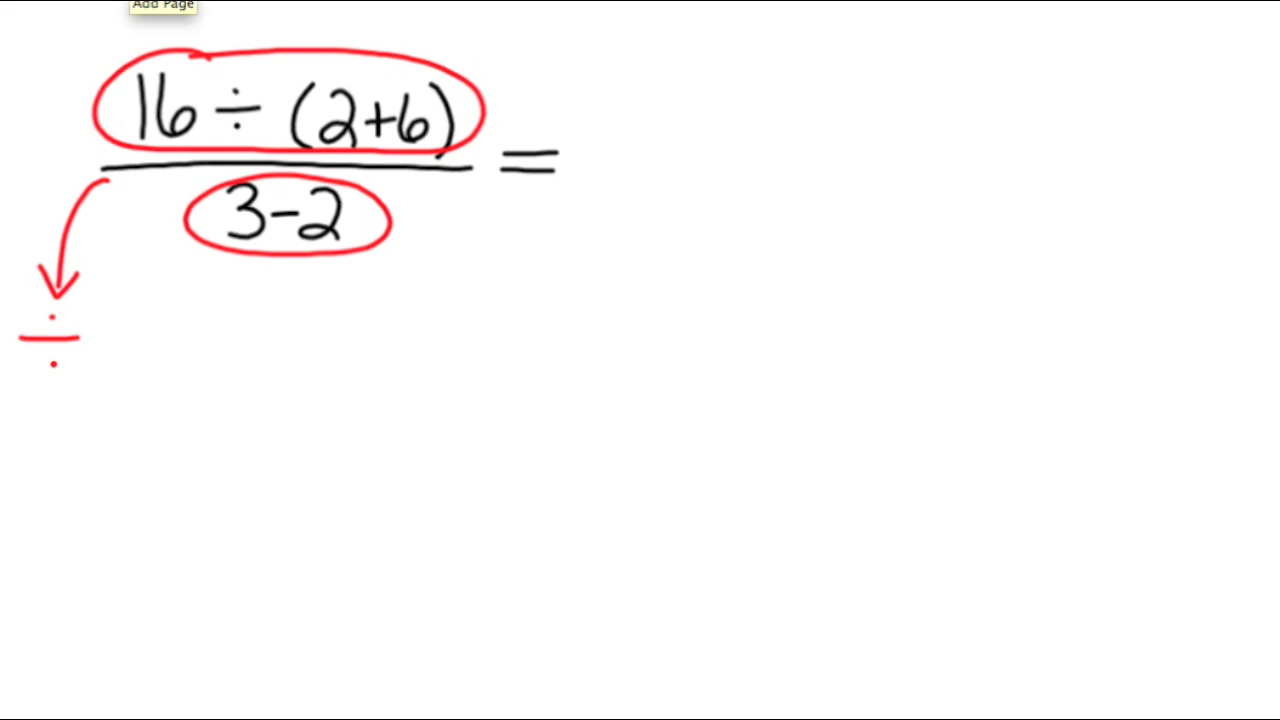 Add Page
16 ÷ (2+6)
=
3-2
÷